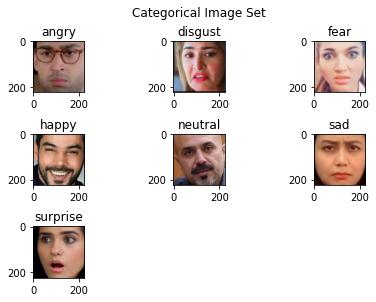 Categorical Image Set
angry disgust fear
0 0 0
200 200 200
0 200 0 200 0 200
happy neutral sad
0 0 0
200 200 200
0 200 0 200 0 200
surprise
0
200
0 200